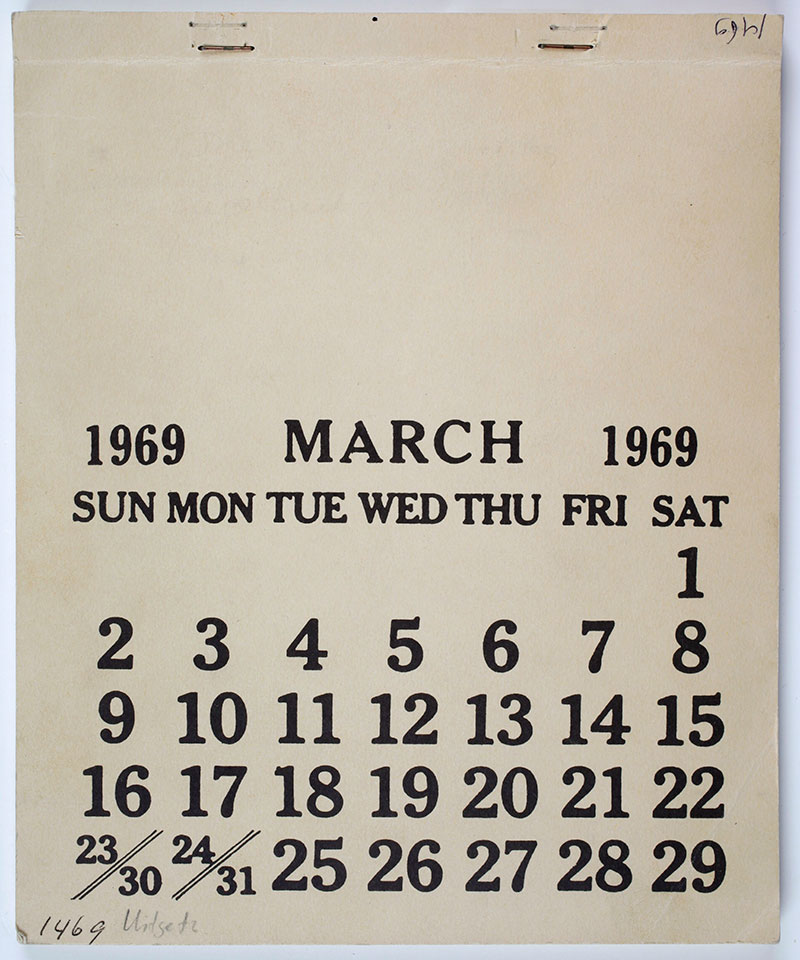 1969 MARCH 1969
SUN MON TUE WED THU FRI SAT
1
2 3 4 5 6 7 8
9 10 11 12 13 14 15
16 17 18 19 20 21 22
23/30 24/31 25 26 27 28 29
1469